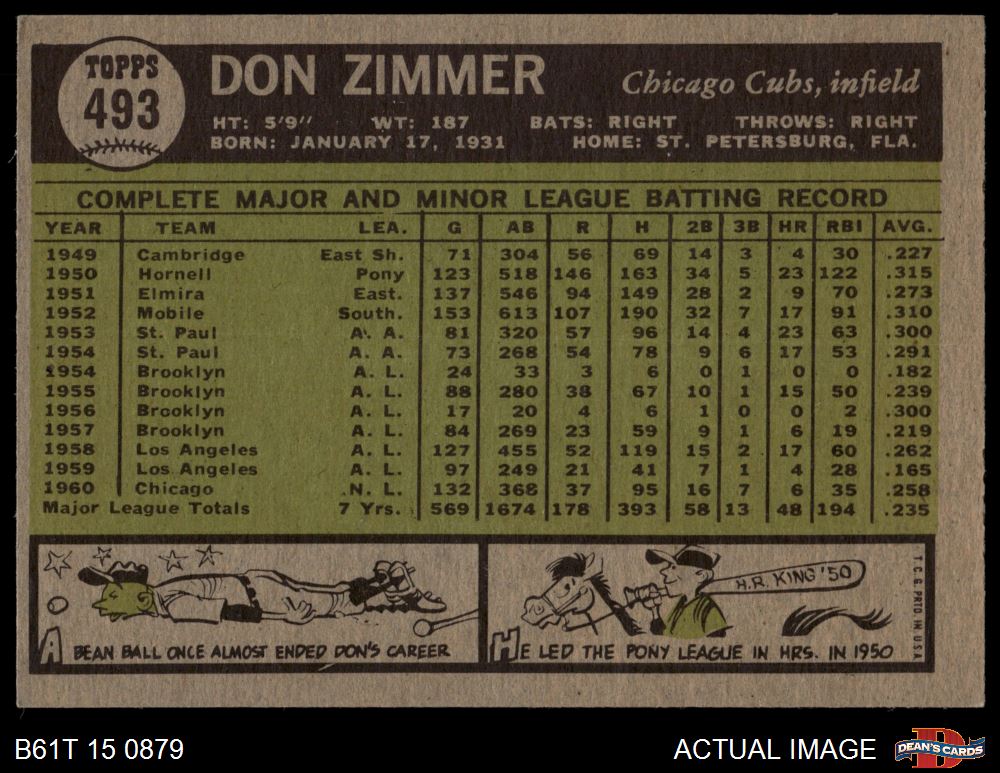 TOPPS
493
DON ZIMMER
Chicago Cubs, infield
HT: 5'9" WT: 187 BATS: RIGHT THROWS: RIGHT
BORN: JANUARY 17, 1931 HOME: ST. PETERSBURG, FLA.
COMPLETE MAJOR AND MINOR LEAGUE BATTING RECORD
YEAR TEAM LEA. G AB R H 2B 3B HR RBI AVG.
1949 Cambridge East Sh. 71 304 56 69 14 3 4 30 .227
1950 Hornell Pony 123 518 146 163 34 5 23 122 .315
1951 Elmira East. 137 546 94 149 28 2 9 70 .273
1952 Mobile South. 153 613 107 190 32 7 17 91 .310
1953 St. Paul A. A. 81 320 57 96 14 4 23 63 .300
1954 St. Paul A. A. 73 268 54 78 9 6 17 53 .291
1954 Brooklyn A. L. 24 33 3 6 0 1 0 0 .182
1955 Brooklyn A. L. 88 280 38 67 10 1 15 50 .239
1956 Brooklyn A. L. 17 20 4 6 1 0 0 2 .300
1957 Brooklyn A. L. 84 269 23 59 9 1 6 19 .219
1958 Los Angeles A. L. 127 455 52 119 15 2 17 60 .262
1959 Los Angeles A. L. 97 249 21 41 7 1 4 28 .165
1960 Chicago N. L. 132 368 37 95 16 7 6 35 .258
Major League Totals 7 Yrs. 569 1674 178 393 58 13 48 194 .235
A BEAN BALL ONCE ALMOST ENDED DON'S CAREER
H.R. KING '50
HE LED THE PONY LEAGUE IN HRS. IN 1950
T.C.G. PRTD. IN U.S.A.
B61T 15 0879
ACTUAL IMAGE
D
DEAN'S CARDS